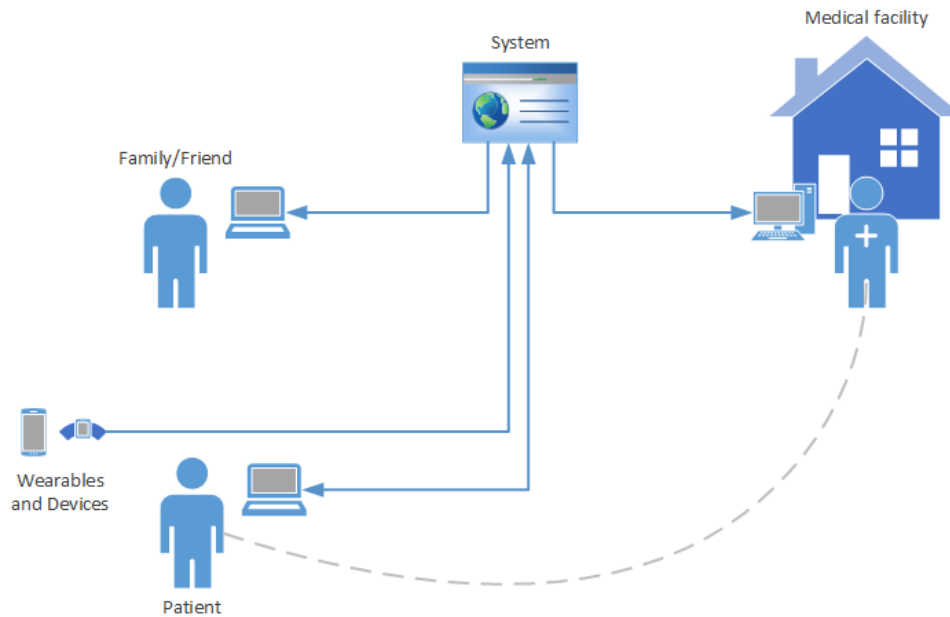 Medical facility
System
Family/Friend
Wearables
and Devices
Patient